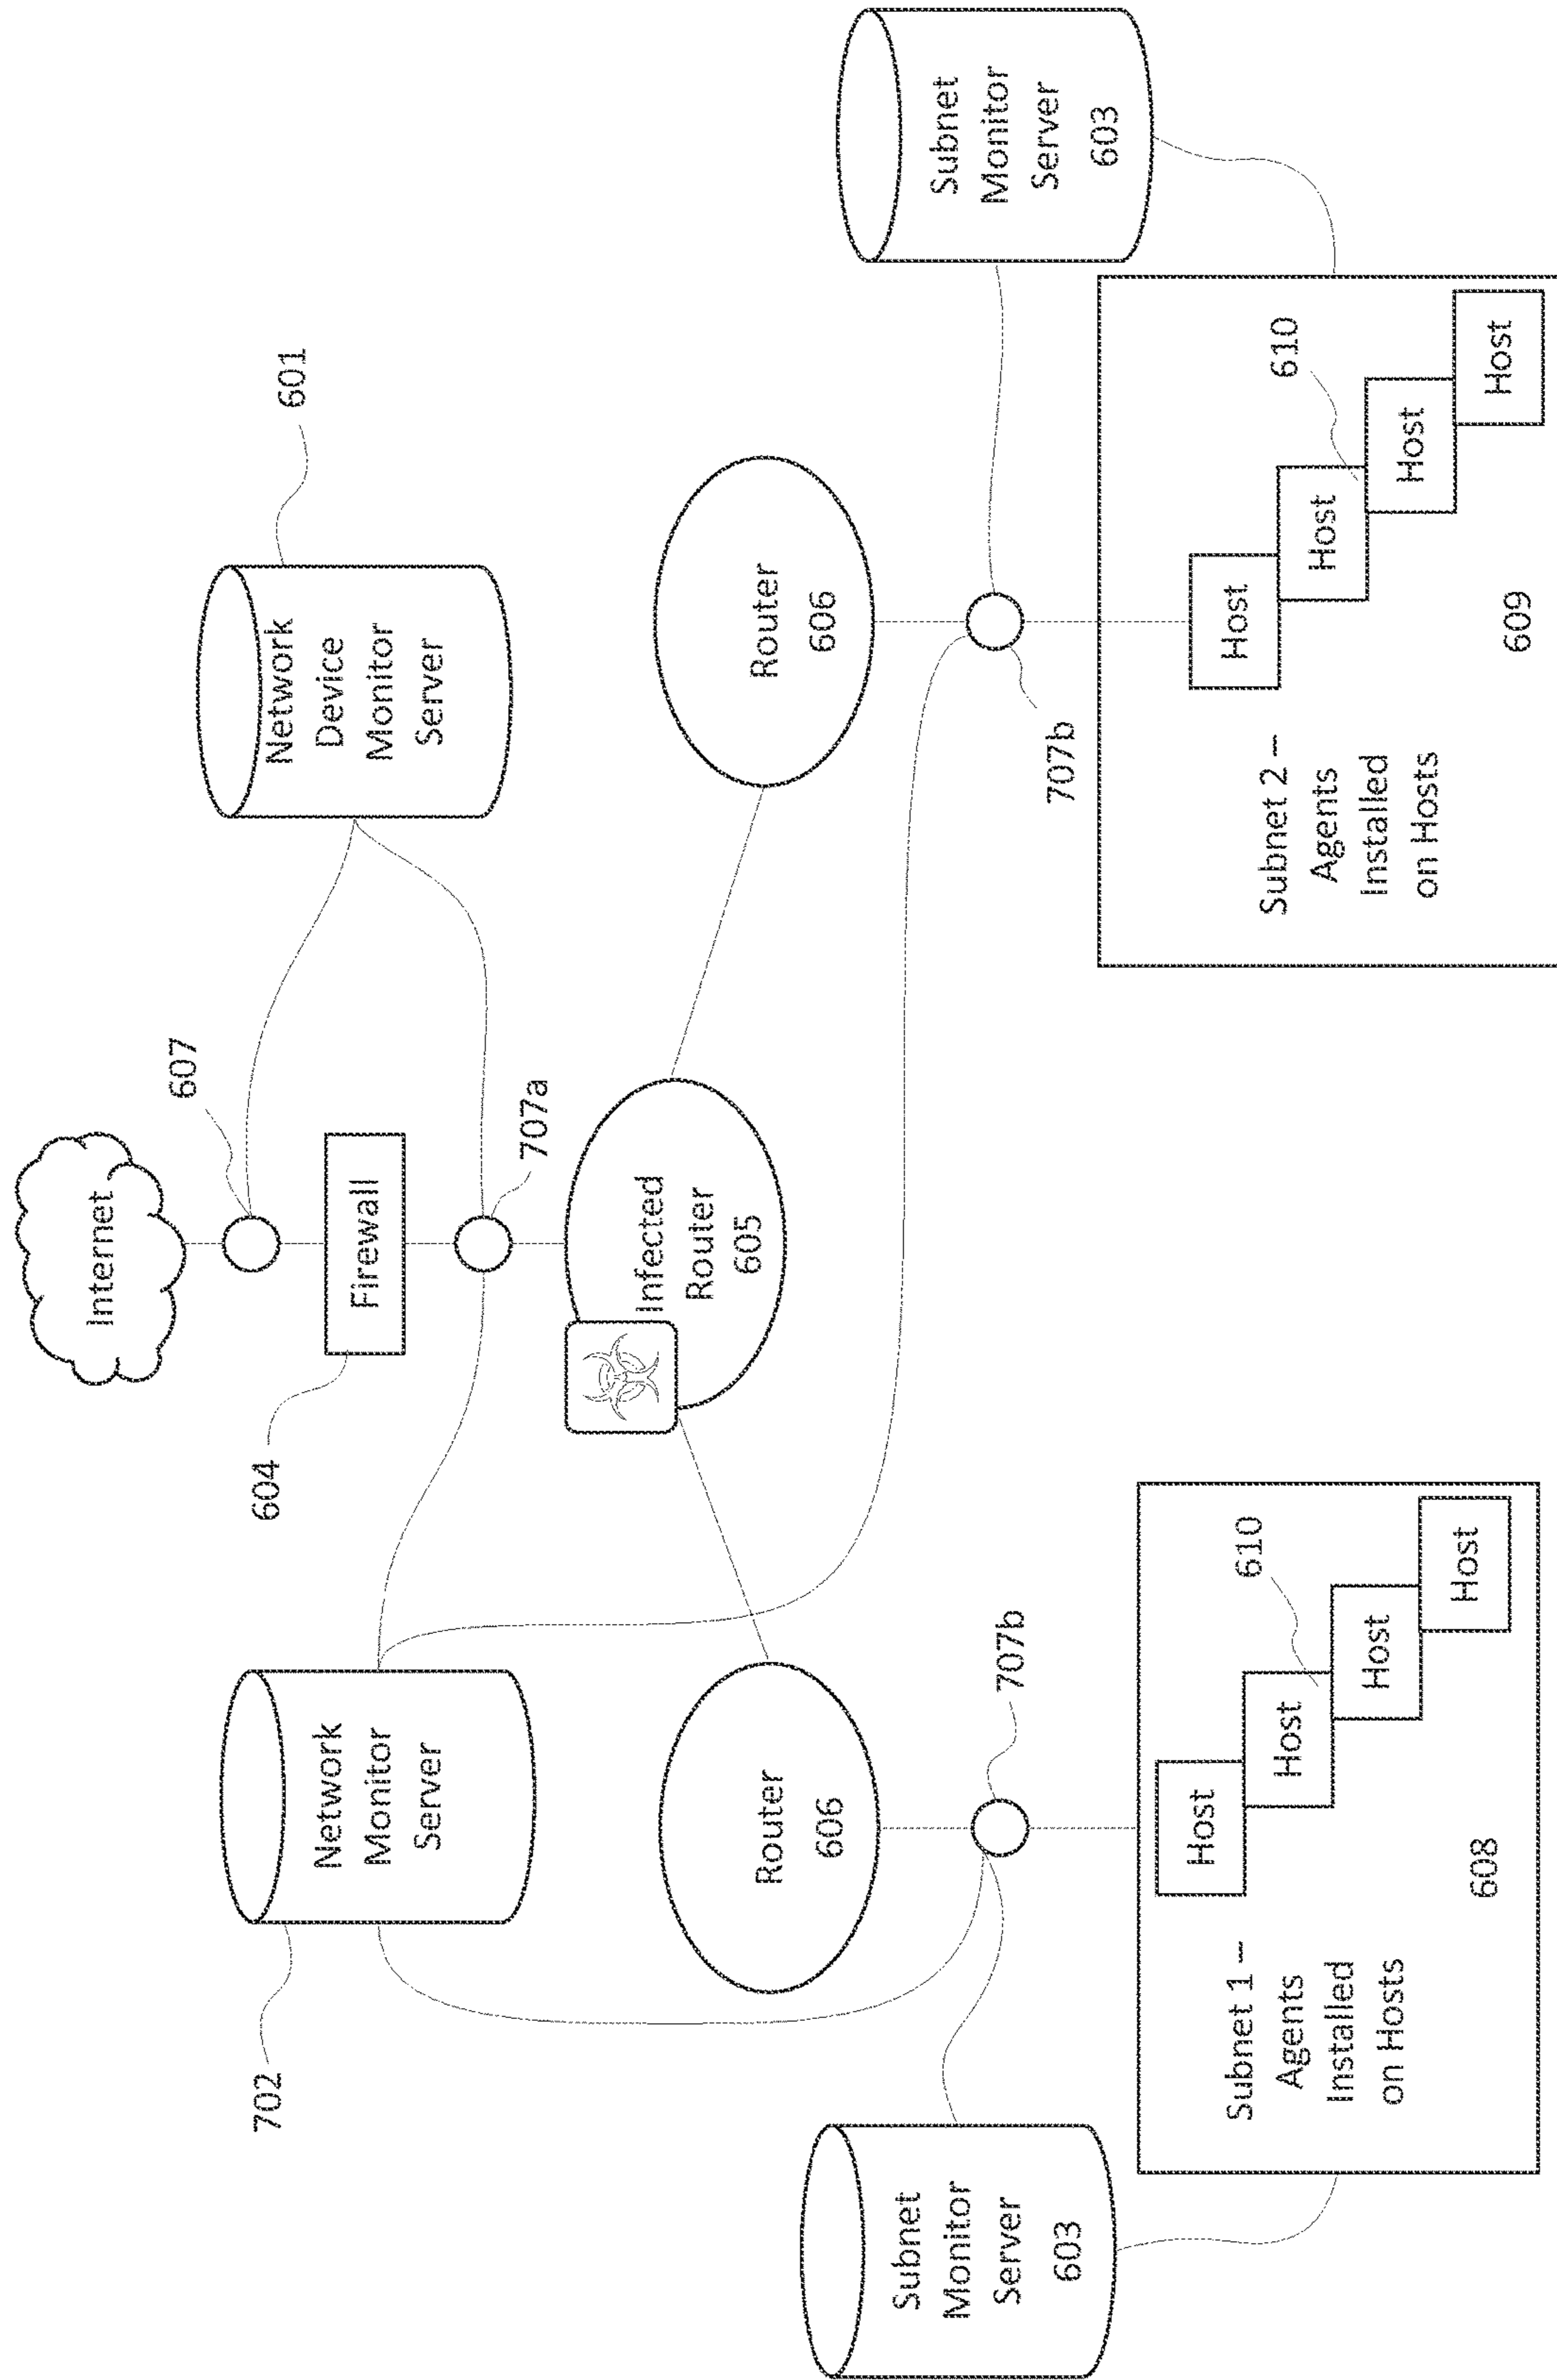 Internet
607
604
Firewall
707a
601
Network
Device
Monitor
Server
702
Network
Monitor
Server
Infected
Router
605
Router
606
Router
606
707b
707b
Subnet
Monitor
Server
603
Subnet
Monitor
Server
603
Subnet 1 –
Agents
Installed
on Hosts
608
610
Host
Host
Host
Host
Subnet 2 –
Agents
Installed
on Hosts
609
610
Host
Host
Host
Host